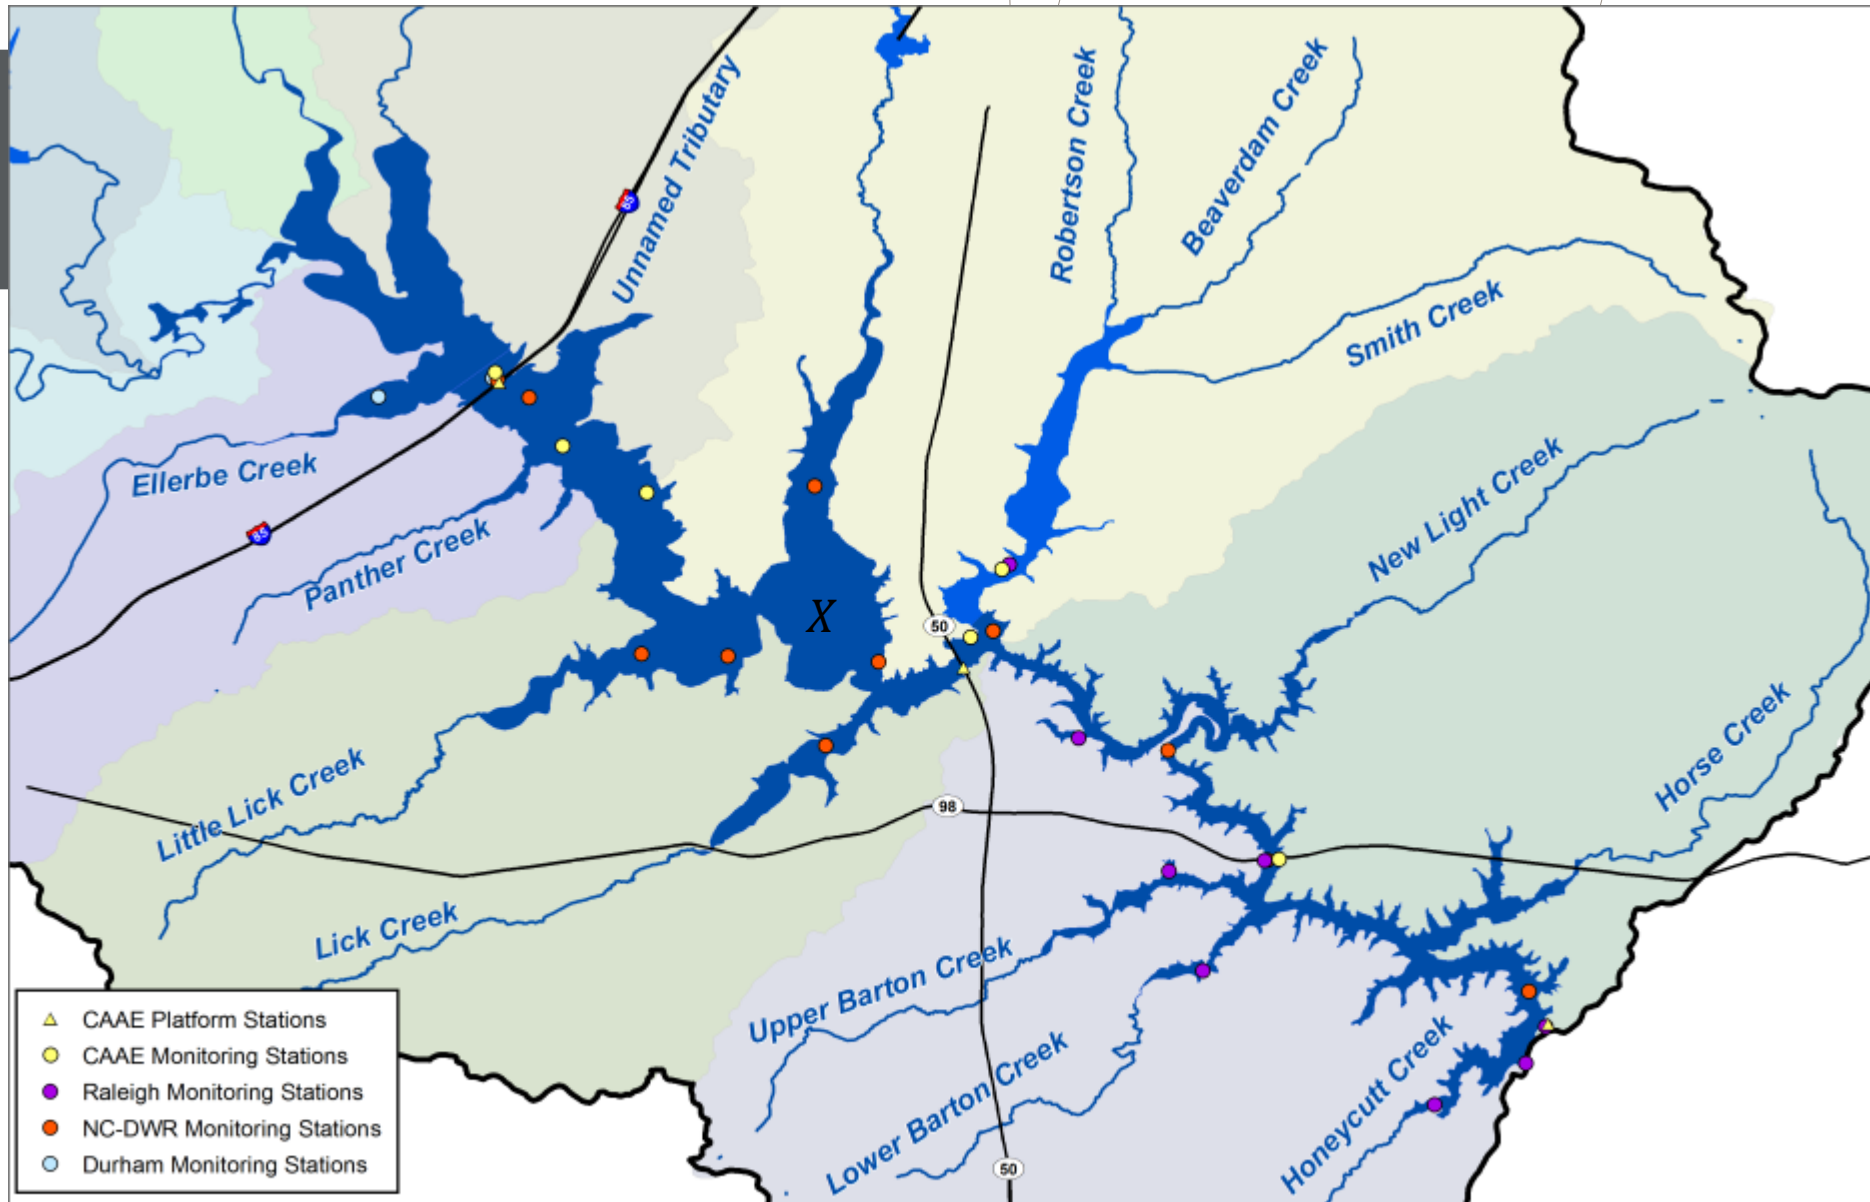 Unnamed Tributary
Robertson Creek
Beaverdam Creek
85
Smith Creek
Ellerbe Creek
New Light Creek
85
Panther Creek
X
50
Horse Creek
Little Lick Creek
98
Lick Creek
Upper Barton Creek
Lower Barton Creek
Honeycutt Creek
50
CAAE Platform Stations
CAAE Monitoring Stations
Raleigh Monitoring Stations
NC-DWR Monitoring Stations
Durham Monitoring Stations